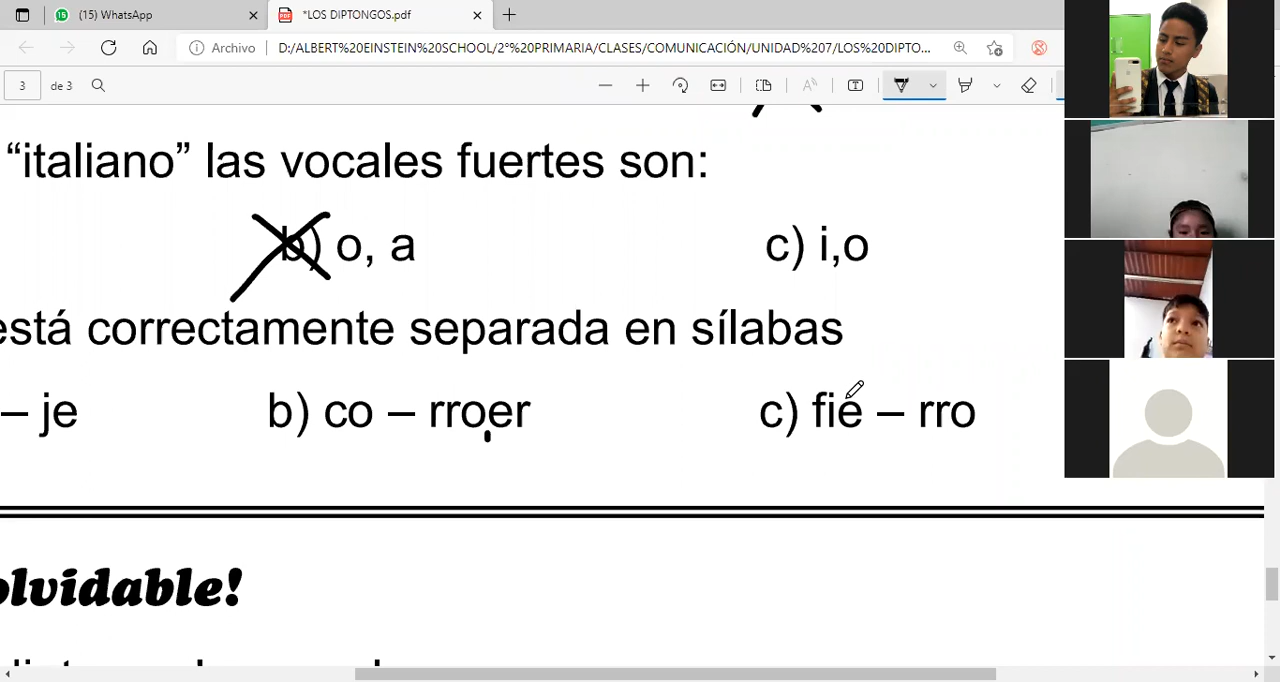 (15) WhatsApp
*LOS DIPTONGOS.pdf
Archivo
D:/ALBERT%20EINSTEIN%20SCHOOL/2°%20PRIMARIA/CLASES/COMUNICACIÓN/UNIDAD%207/LOS%20DIPTO...
3 de 3
“italiano” las vocales fuertes son:
b) o, a c) i,o
está correctamente separada en sílabas
– je b) co – rroer c) fie – rro
olvidable!